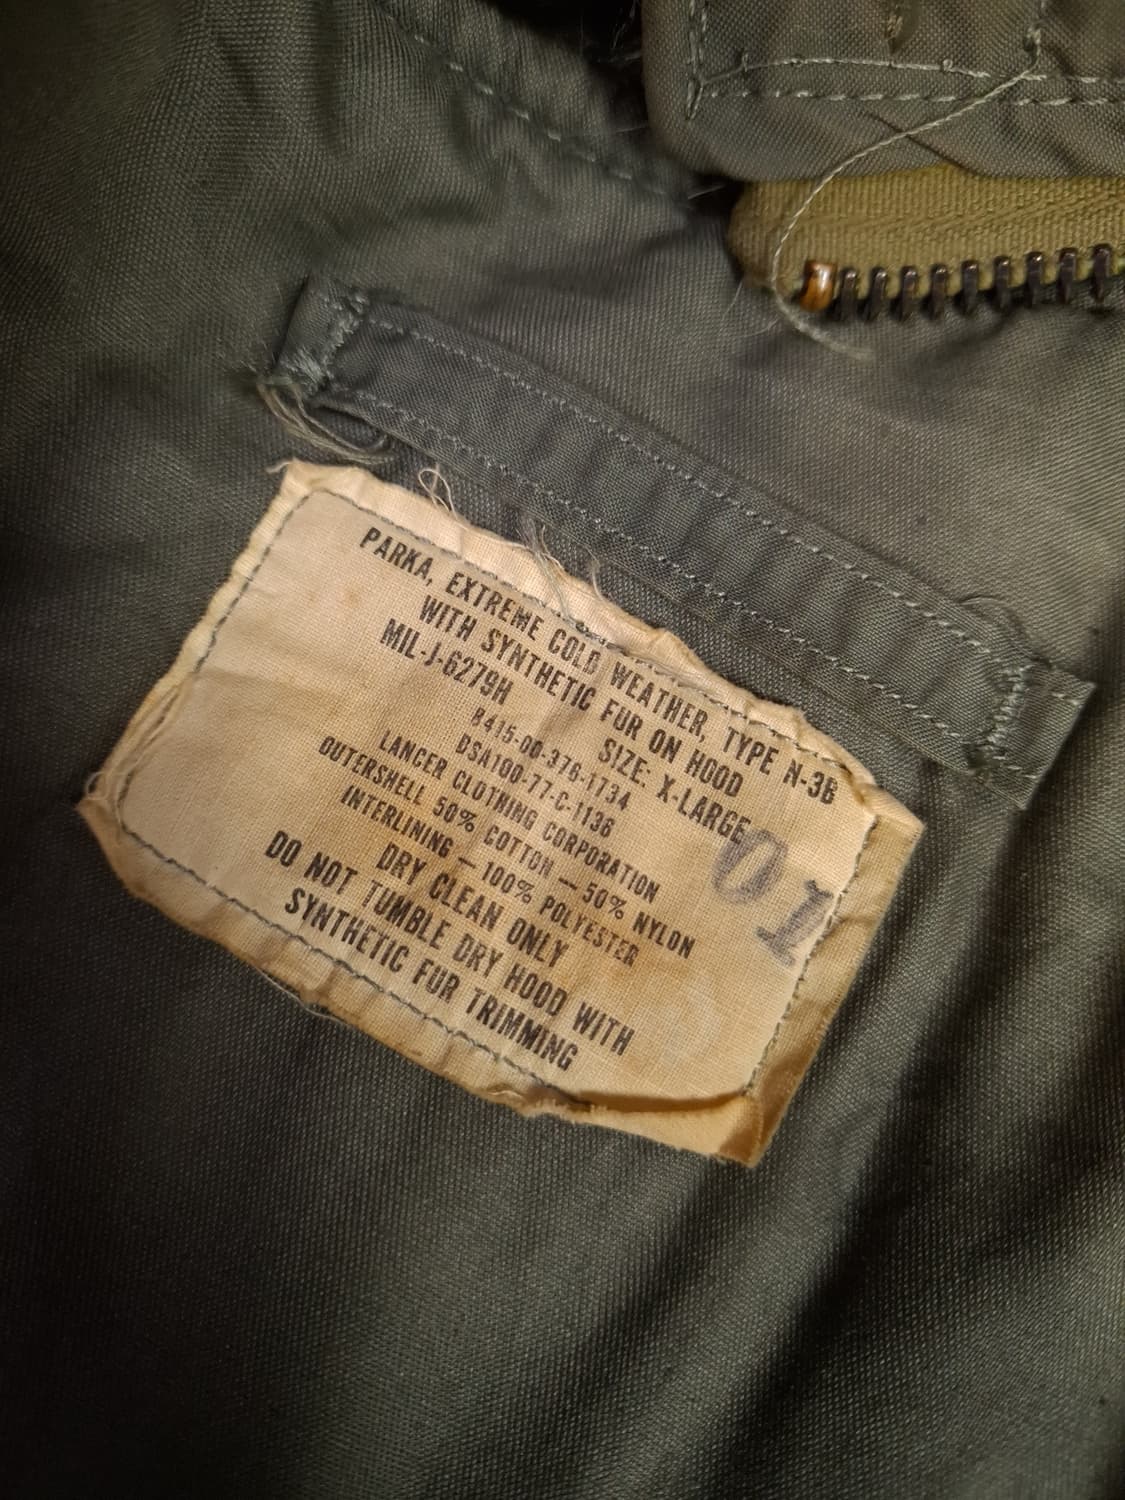 PARKA, EXTREME COLD WEATHER, TYPE N-3B
WITH SYNTHETIC FUR ON HOOD
MIL-J-6279H SIZE: X-LARGE
8415-00-376-1734
DSA100-77-C-1138
LANCER CLOTHING CORPORATION
OUTERSHELL 50% COTTON — 50% NYLON
INTERLINING — 100% POLYESTER
DRY CLEAN ONLY
DO NOT TUMBLE DRY HOOD WITH
SYNTHETIC FUR TRIMMING
01